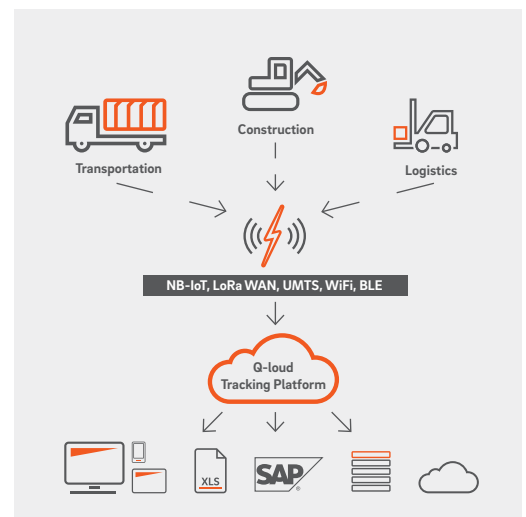 Construction
Transportation
Logistics
NB-IoT, LoRa WAN, UMTS, WiFi, BLE
Q-loud
Tracking Platform
XLS
SAP®